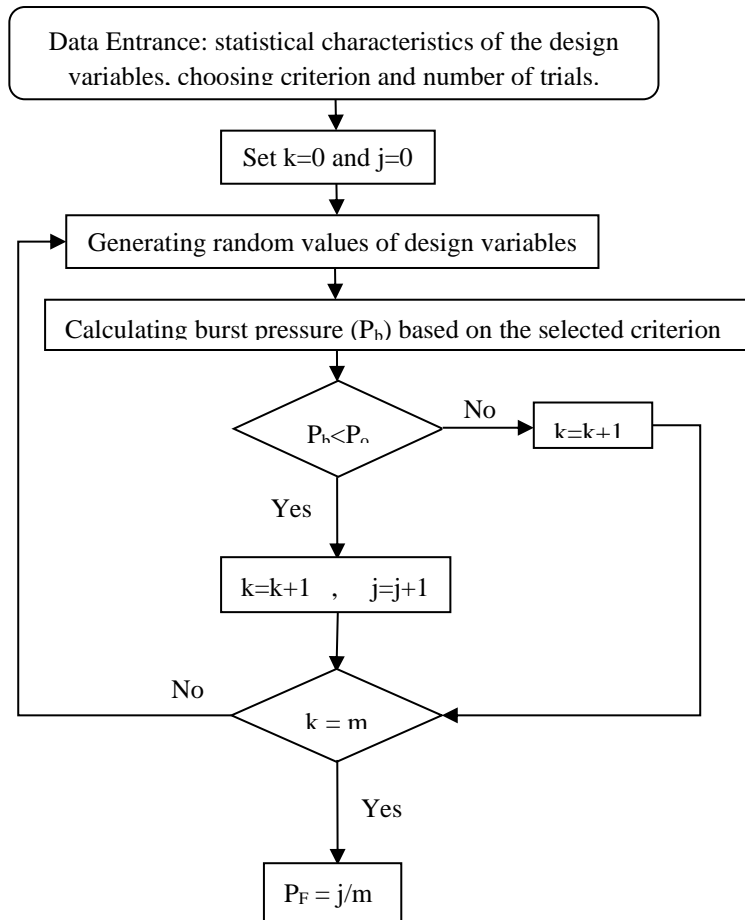 Data Entrance: statistical characteristics of the design
variables, choosing criterion and number of trials.
Set k=0 and j=0
Generating random values of design variables
Calculating burst pressure (Pb) based on the selected criterion
Pb<Po
No
k=k+1
Yes
k=k+1 , j=j+1
No
k = m
Yes
PF = j/m